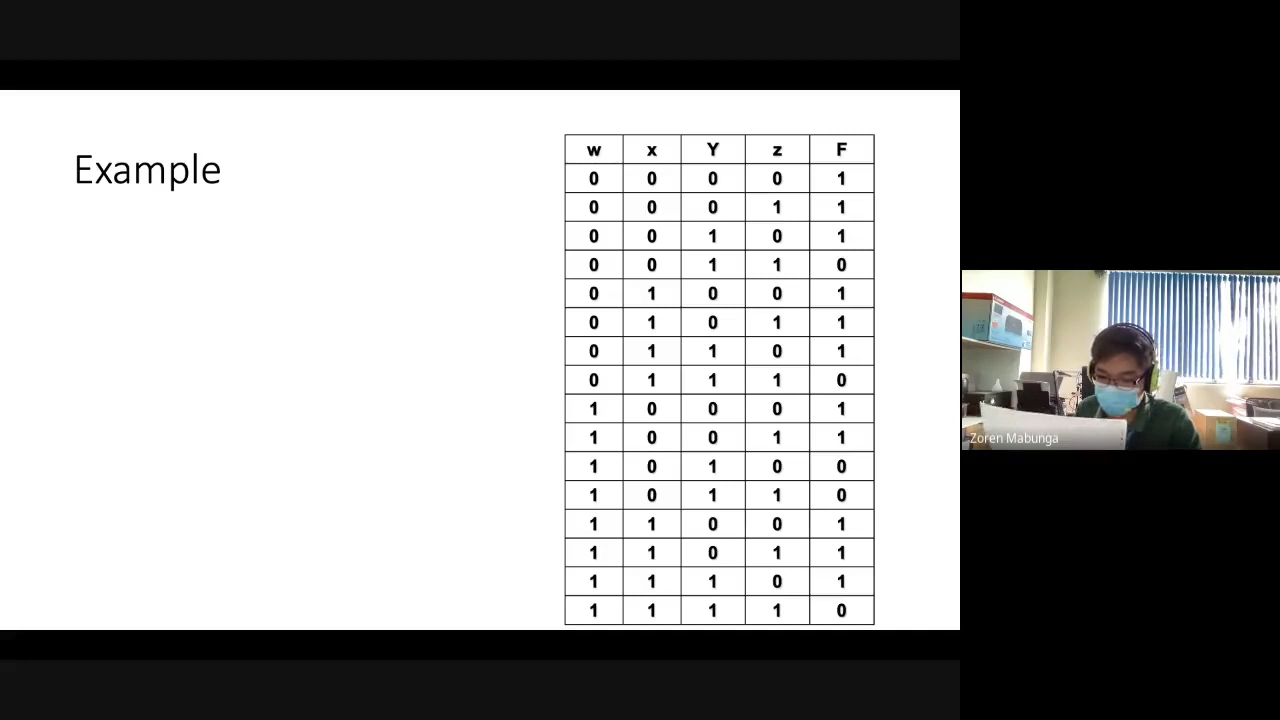 Example
w x Y z F
0 0 0 0 1
0 0 0 1 1
0 0 1 0 1
0 0 1 1 0
0 1 0 0 1
0 1 0 1 1
0 1 1 0 1
0 1 1 1 0
1 0 0 0 1
1 0 0 1 1
1 0 1 0 0
1 0 1 1 0
1 1 0 0 1
1 1 0 1 1
1 1 1 0 1
1 1 1 1 0
Zoren Mabunga